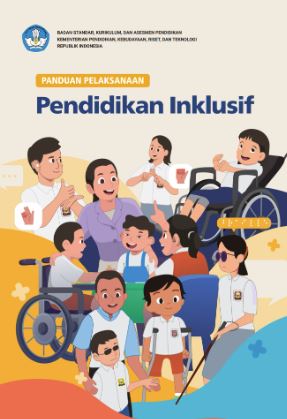 BADAN STANDAR, KURIKULUM, DAN ASESMEN PENDIDIKAN
KEMENTERIAN PENDIDIKAN, KEBUDAYAAN, RISET, DAN TEKNOLOGI
REPUBLIK INDONESIA
PANDUAN PELAKSANAAN
Pendidikan Inklusif